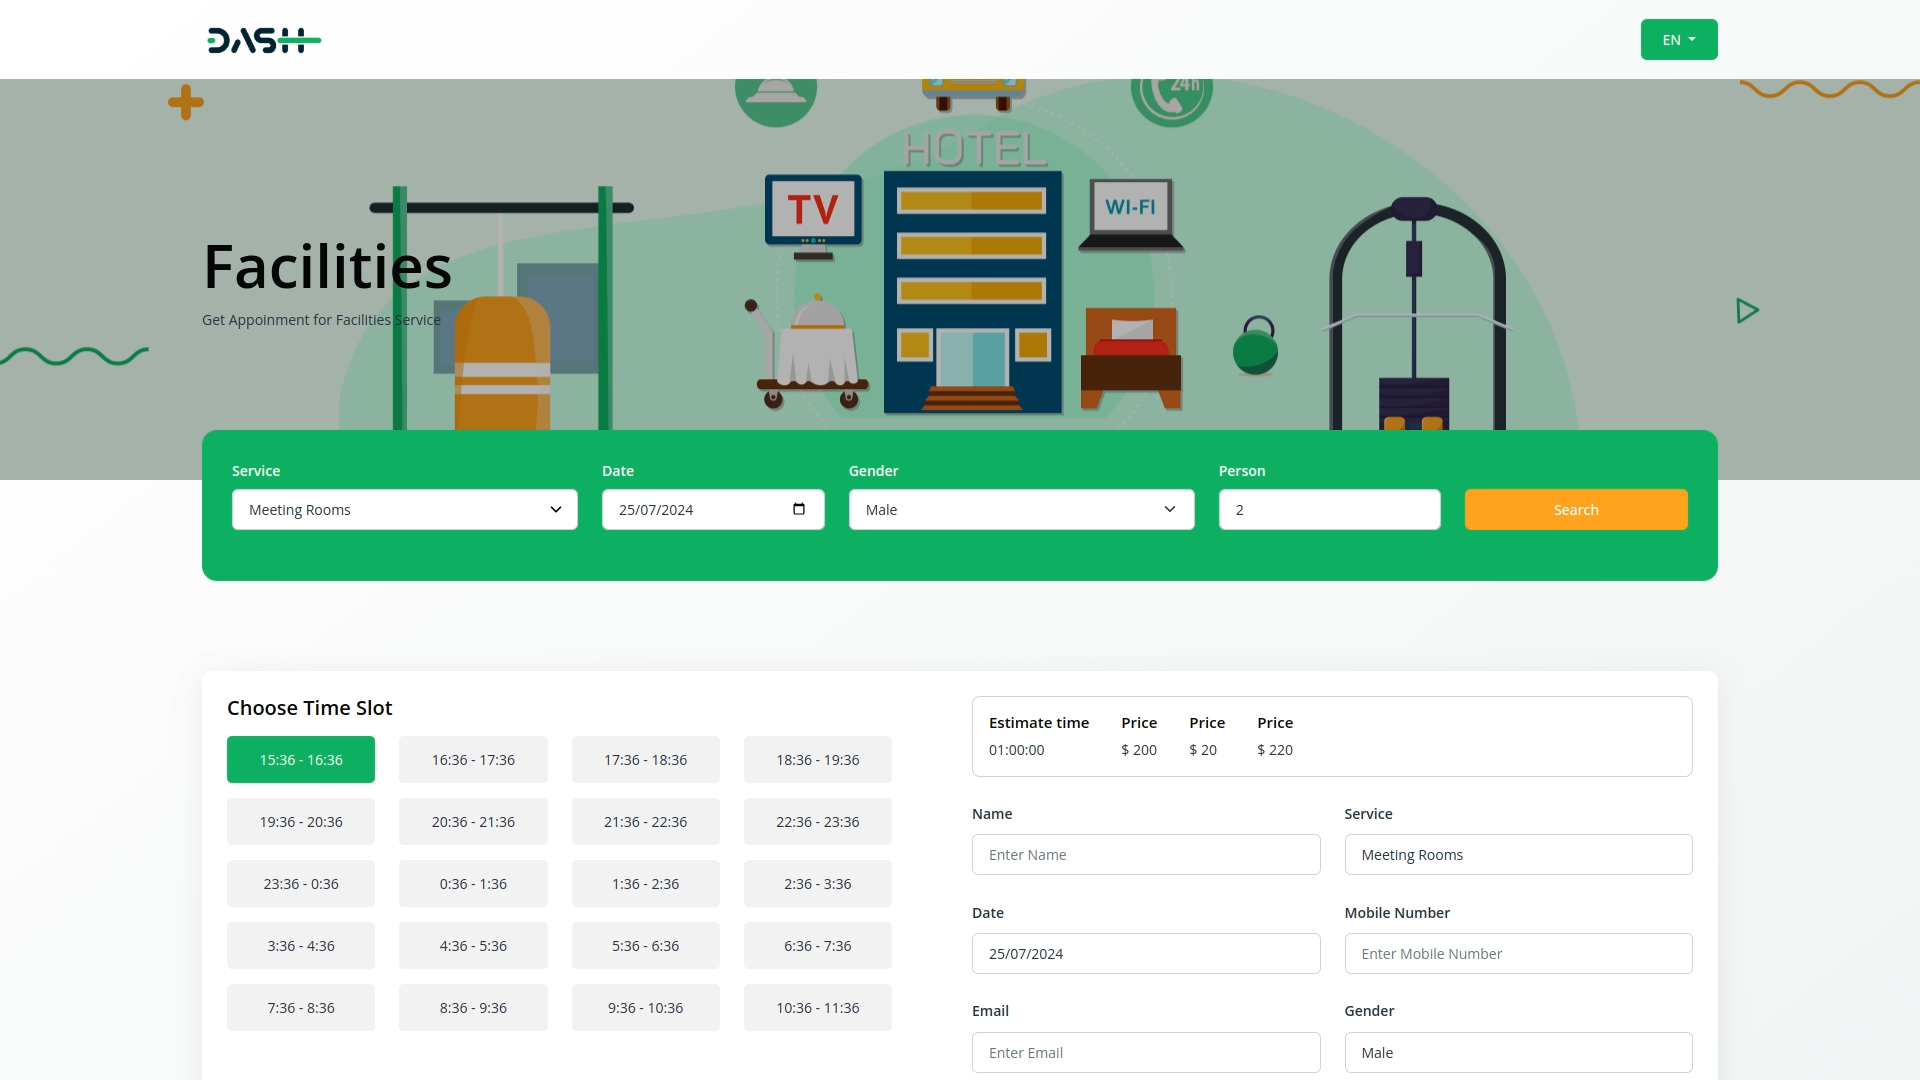 DASH
EN
24h
HOTEL
TV
WI-FI
Facilities
Get Appoinment for Facilities Service
Service Date Gender Person
Meeting Rooms 25/07/2024 Male 2 Search
Choose Time Slot
15:36 - 16:36 16:36 - 17:36 17:36 - 18:36 18:36 - 19:36
19:36 - 20:36 20:36 - 21:36 21:36 - 22:36 22:36 - 23:36
23:36 - 0:36 0:36 - 1:36 1:36 - 2:36 2:36 - 3:36
3:36 - 4:36 4:36 - 5:36 5:36 - 6:36 6:36 - 7:36
7:36 - 8:36 8:36 - 9:36 9:36 - 10:36 10:36 - 11:36
Estimate time Price Price Price
01:00:00 $ 200 $ 20 $ 220
Name Service
Enter Name Meeting Rooms
Date Mobile Number
25/07/2024 Enter Mobile Number
Email Gender
Enter Email Male